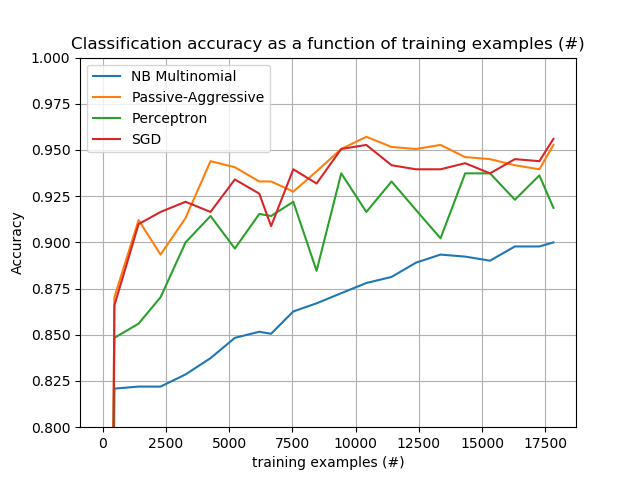 Classification accuracy as a function of training examples (#)
1.000
0.975
0.950
0.925
0.900
0.875
0.850
0.825
0.800
Accuracy
NB Multinomial
Passive-Aggressive
Perceptron
SGD
0 2500 5000 7500 10000 12500 15000 17500
training examples (#)